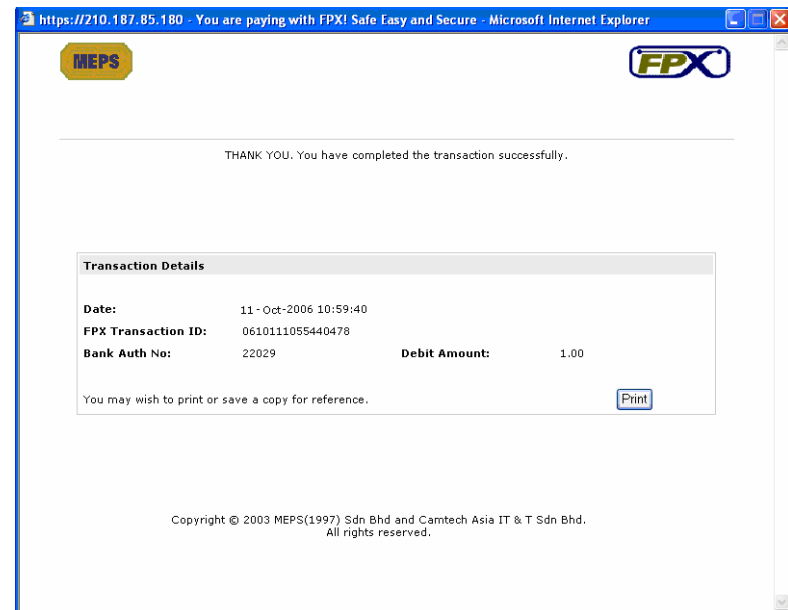 https://210.187.85.180 - You are paying with FPX! Safe Easy and Secure - Microsoft Internet Explorer
MEPS
FPX
THANK YOU. You have completed the transaction successfully.
Transaction Details
Date: 11-Oct-2006 10:59:40
FPX Transaction ID: 0610111055440478
Bank Auth No: 22029 Debit Amount: 1.00
You may wish to print or save a copy for reference. Print
Copyright © 2003 MEPS(1997) Sdn Bhd and Camtech Asia IT & T Sdn Bhd.
All rights reserved.